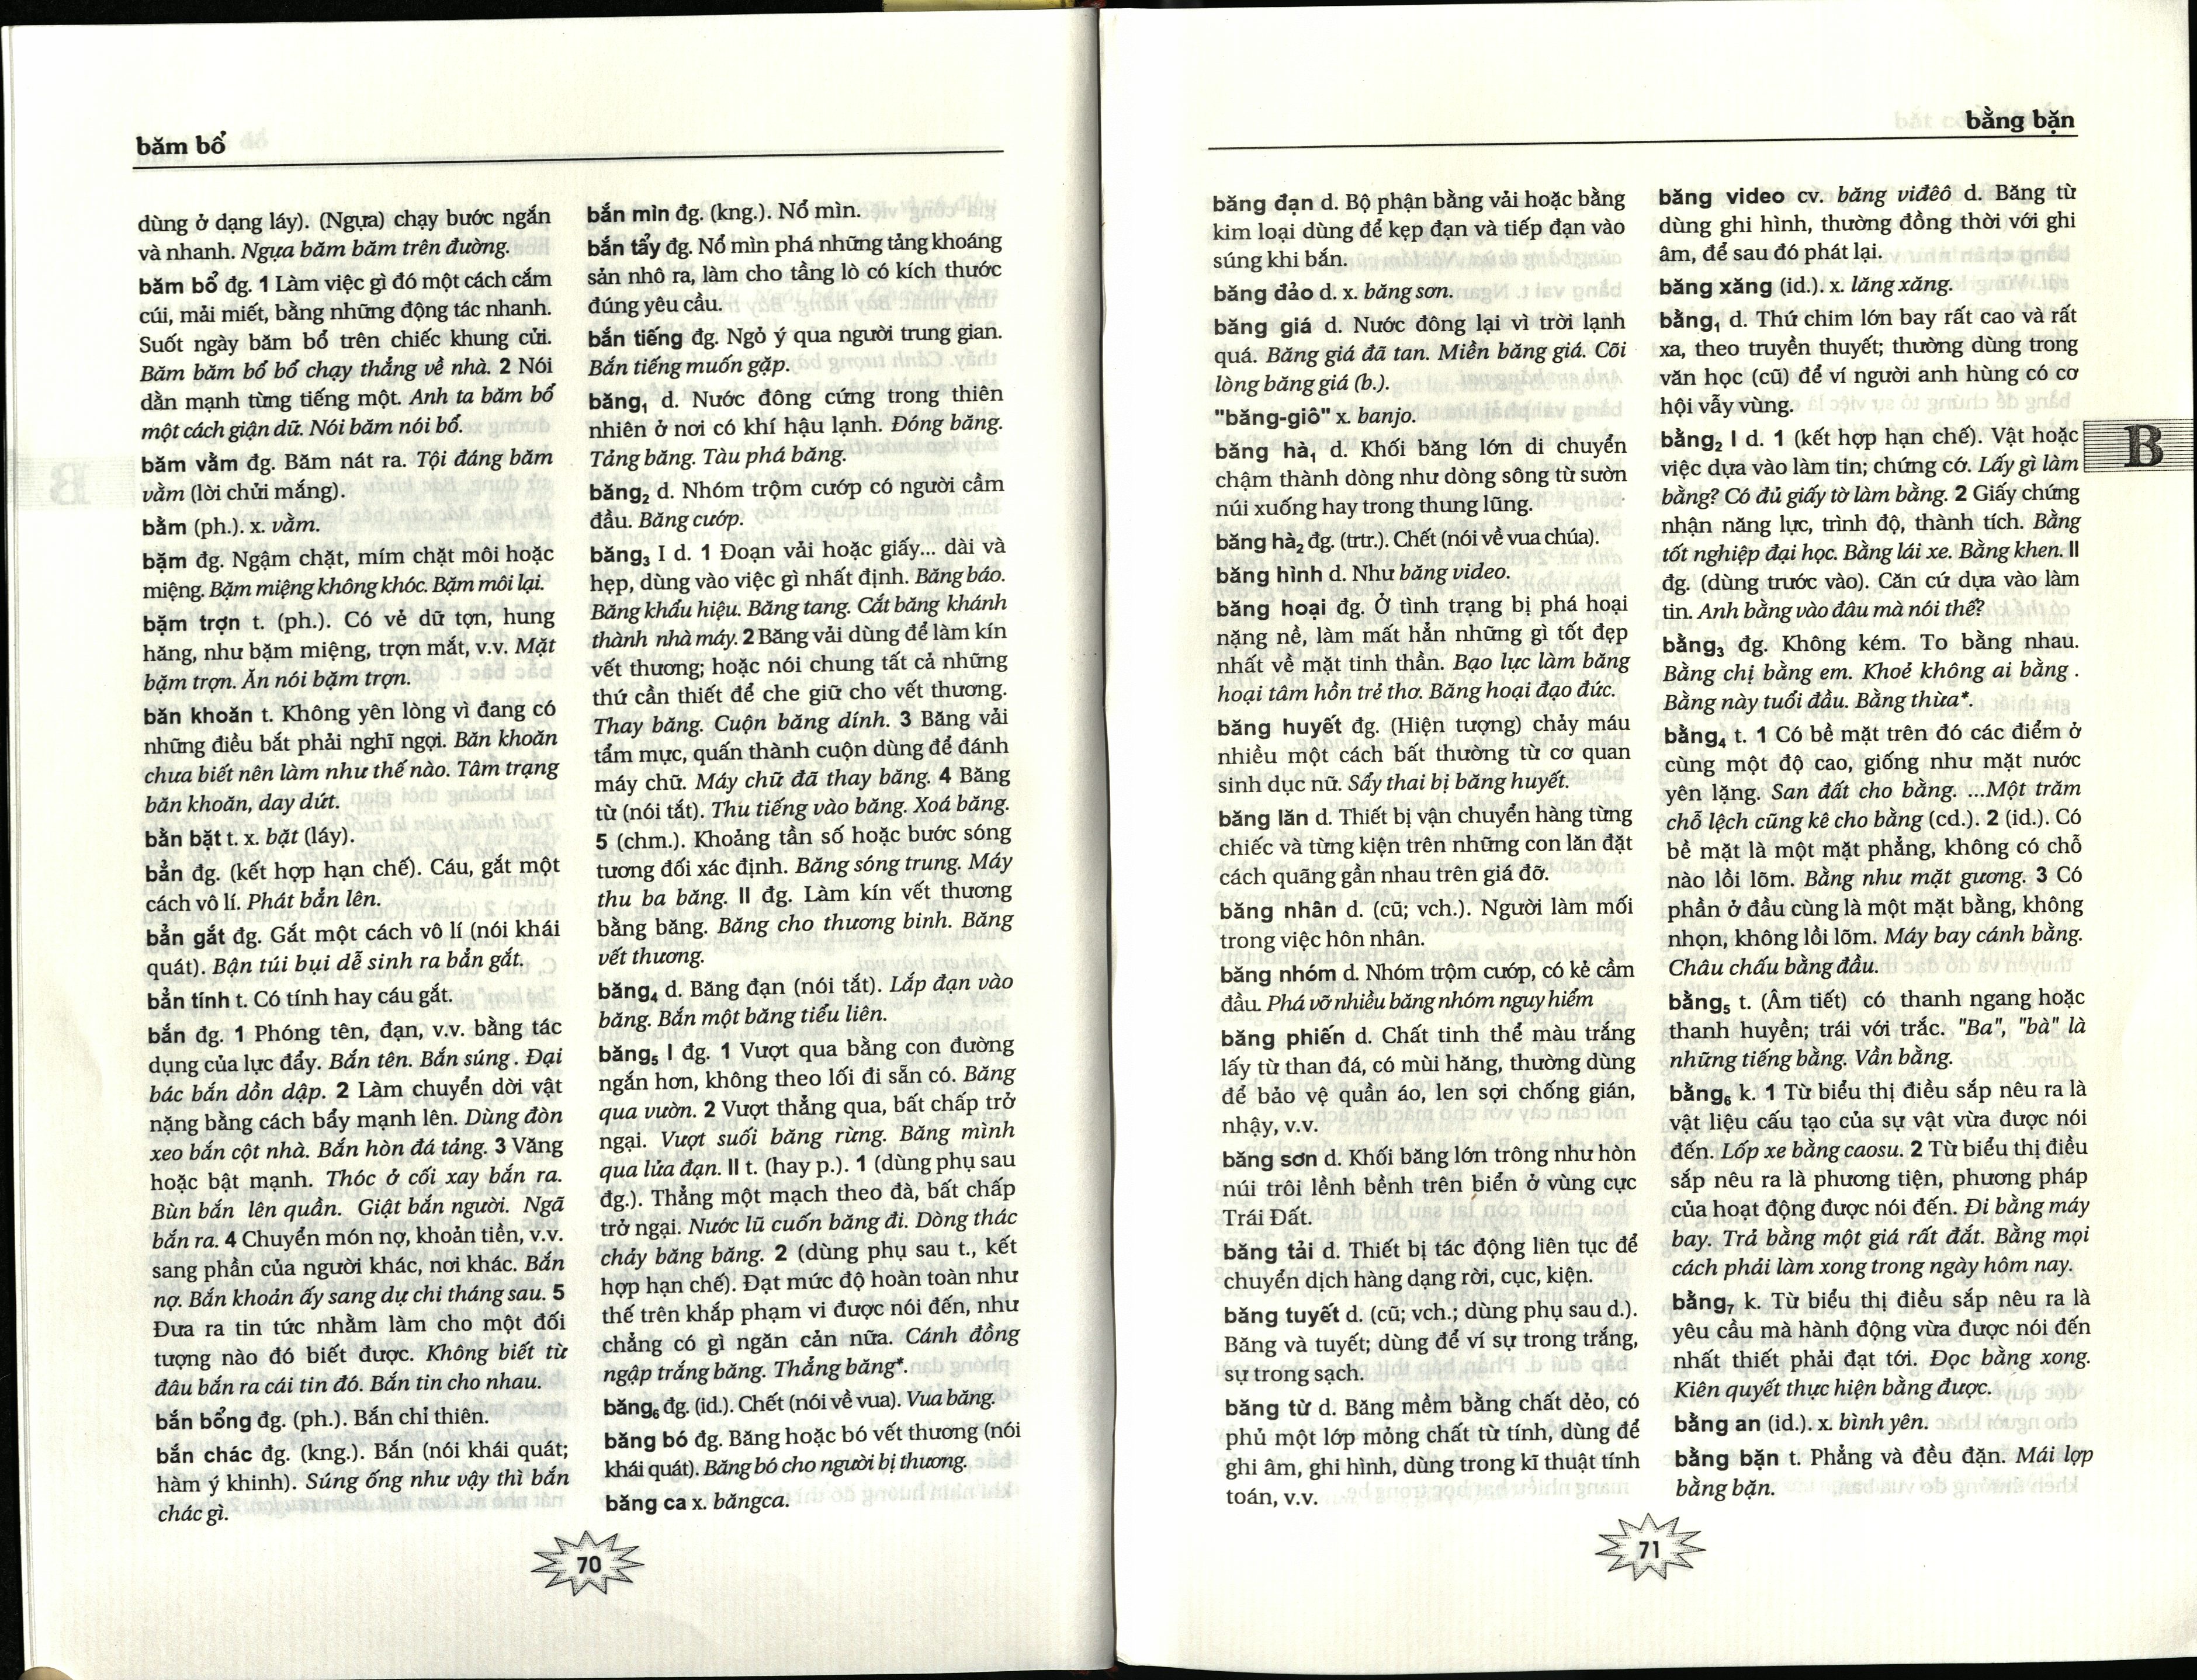 băm bổ
dùng ở dạng láy). (Ngựa) chạy bước ngắn
và nhanh. Ngựa băm băm trên đường.
băm bổ đg. 1 Làm việc gì đó một cách cắm
cúi, mải miết, bằng những động tác nhanh.
Suốt ngày băm bổ trên chiếc khung cửi.
Băm băm bổ bổ chạy thẳng về nhà. 2 Nói
dằn mạnh từng tiếng một. Anh ta băm bổ
một cách giận dữ. Nói băm nói bổ.
băm vằm đg. Băm nát ra. Tội đáng băm
vằm (lời chửi mắng).
bằm (ph.). x. vằm.
bặm đg. Ngậm chặt, mím chặt môi hoặc
miệng. Bặm miệng không khóc. Bặm môi lại.
bặm trợn t. (ph.). Có vẻ dữ tợn, hung
hăng, như bặm miệng, trợn mắt, v.v. Mặt
bặm trợn. Ăn nói bặm trợn.
băn khoăn t. Không yên lòng vì đang có
những điều bắt phải nghĩ ngợi. Băn khoăn
chưa biết nên làm như thế nào. Tâm trạng
băn khoăn, day dứt.
bằn bặt t. x. bặt (láy).
bẳn đg. (kết hợp hạn chế). Cáu, gắt một
cách vô lí. Phát bẳn lên.
bẳn gắt đg. Gắt một cách vô lí (nói khái
quát). Bận túi bụi dễ sinh ra bẳn gắt.
bẳn tính t. Có tính hay cáu gắt.
bắn đg. 1 Phóng tên, đạn, v.v. bằng tác
dụng của lực đẩy. Bắn tên. Bắn súng . Đại
bác bắn dồn dập. 2 Làm chuyển dời vật
nặng bằng cách bẩy mạnh lên. Dùng đòn
xeo bắn cột nhà. Bắn hòn đá tảng. 3 Văng
hoặc bật mạnh. Thóc ở cối xay bắn ra.
Bùn bắn lên quần. Giật bắn người. Ngã
bắn ra. 4 Chuyển món nợ, khoản tiền, v.v.
sang phần của người khác, nơi khác. Bắn
nợ. Bắn khoản ấy sang dự chi tháng sau. 5
Đưa ra tin tức nhằm làm cho một đối
tượng nào đó biết được. Không biết từ
đâu bắn ra cái tin đó. Bắn tin cho nhau.
bắn bổng đg. (ph.). Bắn chỉ thiên.
bắn chác đg. (kng.). Bắn (nói khái quát;
hàm ý khinh). Súng ống như vậy thì bắn
chác gì.
bắn mìn đg. (kng.). Nổ mìn.
bắn tẩy đg. Nổ mìn phá những tảng khoáng
sản nhô ra, làm cho tầng lò có kích thước
đúng yêu cầu.
bắn tiếng đg. Ngỏ ý qua người trung gian.
Bắn tiếng muốn gặp.
băng₁ d. Nước đông cứng trong thiên
nhiên ở nơi có khí hậu lạnh. Đóng băng.
Tảng băng. Tàu phá băng.
băng₂ d. Nhóm trộm cướp có người cầm
đầu. Băng cướp.
băng₃ I d. 1 Đoạn vải hoặc giấy... dài và
hẹp, dùng vào việc gì nhất định. Băng báo.
Băng khẩu hiệu. Băng tang. Cắt băng khánh
thành nhà máy. 2 Băng vải dùng để làm kín
vết thương; hoặc nói chung tất cả những
thứ cần thiết để che giữ cho vết thương.
Thay băng. Cuộn băng dính. 3 Băng vải
tẩm mực, quấn thành cuộn dùng để đánh
máy chữ. Máy chữ đã thay băng. 4 Băng
từ (nói tắt). Thu tiếng vào băng. Xoá băng.
5 (chm.). Khoảng tần số hoặc bước sóng
tương đối xác định. Băng sóng trung. Máy
thu ba băng. II đg. Làm kín vết thương
bằng băng. Băng cho thương binh. Băng
vết thương.
băng₄ d. Băng đạn (nói tắt). Lắp đạn vào
băng. Bắn một băng tiểu liên.
băng₅ I đg. 1 Vượt qua bằng con đường
ngắn hơn, không theo lối đi sẵn có. Băng
qua vườn. 2 Vượt thẳng qua, bất chấp trở
ngại. Vượt suối băng rừng. Băng mình
qua lửa đạn. II t. (hay p.). 1 (dùng phụ sau
đg.). Thẳng một mạch theo đà, bất chấp
trở ngại. Nước lũ cuốn băng đi. Dòng thác
chảy băng băng. 2 (dùng phụ sau t., kết
hợp hạn chế). Đạt mức độ hoàn toàn như
thế trên khắp phạm vi được nói đến, như
chẳng có gì ngăn cản nữa. Cánh đồng
ngập trắng băng. Thẳng băng*.
băng₆ đg. (id.). Chết (nói về vua). Vua băng.
băng bó đg. Băng hoặc bó vết thương (nói
khái quát). Băng bó cho người bị thương.
băng ca x. băngca.
70
bằng bặn
băng đạn d. Bộ phận bằng vải hoặc bằng
kim loại dùng để kẹp đạn và tiếp đạn vào
súng khi bắn.
băng đảo d. x. băng sơn.
băng giá d. Nước đông lại vì trời lạnh
quá. Băng giá đã tan. Miền băng giá. Cõi
lòng băng giá (b.).
"băng-giô" x. banjo.
băng hà₁ d. Khối băng lớn di chuyển
chậm thành dòng như dòng sông từ sườn
núi xuống hay trong thung lũng.
băng hà₂ đg. (trtr.). Chết (nói về vua chúa).
băng hình d. Như băng video.
băng hoại đg. Ở tình trạng bị phá hoại
nặng nề, làm mất hẳn những gì tốt đẹp
nhất về mặt tinh thần. Bạo lực làm băng
hoại tâm hồn trẻ thơ. Băng hoại đạo đức.
băng huyết đg. (Hiện tượng) chảy máu
nhiều một cách bất thường từ cơ quan
sinh dục nữ. Sẩy thai bị băng huyết.
băng lăn d. Thiết bị vận chuyển hàng từng
chiếc và từng kiện trên những con lăn đặt
cách quãng gần nhau trên giá đỡ.
băng nhân d. (cũ; vch.). Người làm mối
trong việc hôn nhân.
băng nhóm d. Nhóm trộm cướp, có kẻ cầm
đầu. Phá vỡ nhiều băng nhóm nguy hiểm
băng phiến d. Chất tinh thể màu trắng
lấy từ than đá, có mùi hăng, thường dùng
để bảo vệ quần áo, len sợi chống gián,
nhậy, v.v.
băng sơn d. Khối băng lớn trông như hòn
núi trôi lềnh bềnh trên biển ở vùng cực
Trái Đất.
băng tải d. Thiết bị tác động liên tục để
chuyển dịch hàng dạng rời, cục, kiện.
băng tuyết d. (cũ; vch.; dùng phụ sau d.).
Băng và tuyết; dùng để ví sự trong trắng,
sự trong sạch.
băng từ d. Băng mềm bằng chất dẻo, có
phủ một lớp mỏng chất từ tính, dùng để
ghi âm, ghi hình, dùng trong kĩ thuật tính
toán, v.v.
băng video cv. băng viđêô d. Băng từ
dùng ghi hình, thường đồng thời với ghi
âm, để sau đó phát lại.
băng xăng (id.). x. lăng xăng.
bằng₁ d. Thứ chim lớn bay rất cao và rất
xa, theo truyền thuyết; thường dùng trong
văn học (cũ) để ví người anh hùng có cơ
hội vẫy vùng.
bằng₂ I d. 1 (kết hợp hạn chế). Vật hoặc
việc dựa vào làm tin; chứng cớ. Lấy gì làm
bằng? Có đủ giấy tờ làm bằng. 2 Giấy chứng
nhận năng lực, trình độ, thành tích. Bằng
tốt nghiệp đại học. Bằng lái xe. Bằng khen. II
đg. (dùng trước vào). Căn cứ dựa vào làm
tin. Anh bằng vào đâu mà nói thế?
bằng₃ đg. Không kém. To bằng nhau.
Bằng chị bằng em. Khoẻ không ai bằng .
Bằng này tuổi đầu. Bằng thừa*.
bằng₄ t. 1 Có bề mặt trên đó các điểm ở
cùng một độ cao, giống như mặt nước
yên lặng. San đất cho bằng. ...Một trăm
chỗ lệch cũng kê cho bằng (cd.). 2 (id.). Có
bề mặt là một mặt phẳng, không có chỗ
nào lồi lõm. Bằng như mặt gương. 3 Có
phần ở đầu cùng là một mặt bằng, không
nhọn, không lồi lõm. Máy bay cánh bằng.
Châu chấu bằng đầu.
bằng₅ t. (Âm tiết) có thanh ngang hoặc
thanh huyền; trái với trắc. "Ba", "bà" là
những tiếng bằng. Vần bằng.
bằng₆ k. 1 Từ biểu thị điều sắp nêu ra là
vật liệu cấu tạo của sự vật vừa được nói
đến. Lốp xe bằng caosu. 2 Từ biểu thị điều
sắp nêu ra là phương tiện, phương pháp
của hoạt động được nói đến. Đi bằng máy
bay. Trả bằng một giá rất đắt. Bằng mọi
cách phải làm xong trong ngày hôm nay.
bằng₇ k. Từ biểu thị điều sắp nêu ra là
yêu cầu mà hành động vừa được nói đến
nhất thiết phải đạt tới. Đọc bằng xong.
Kiên quyết thực hiện bằng được.
bằng an (id.). x. bình yên.
bằng bặn t. Phẳng và đều đặn. Mái lợp
bằng bặn.
B
71